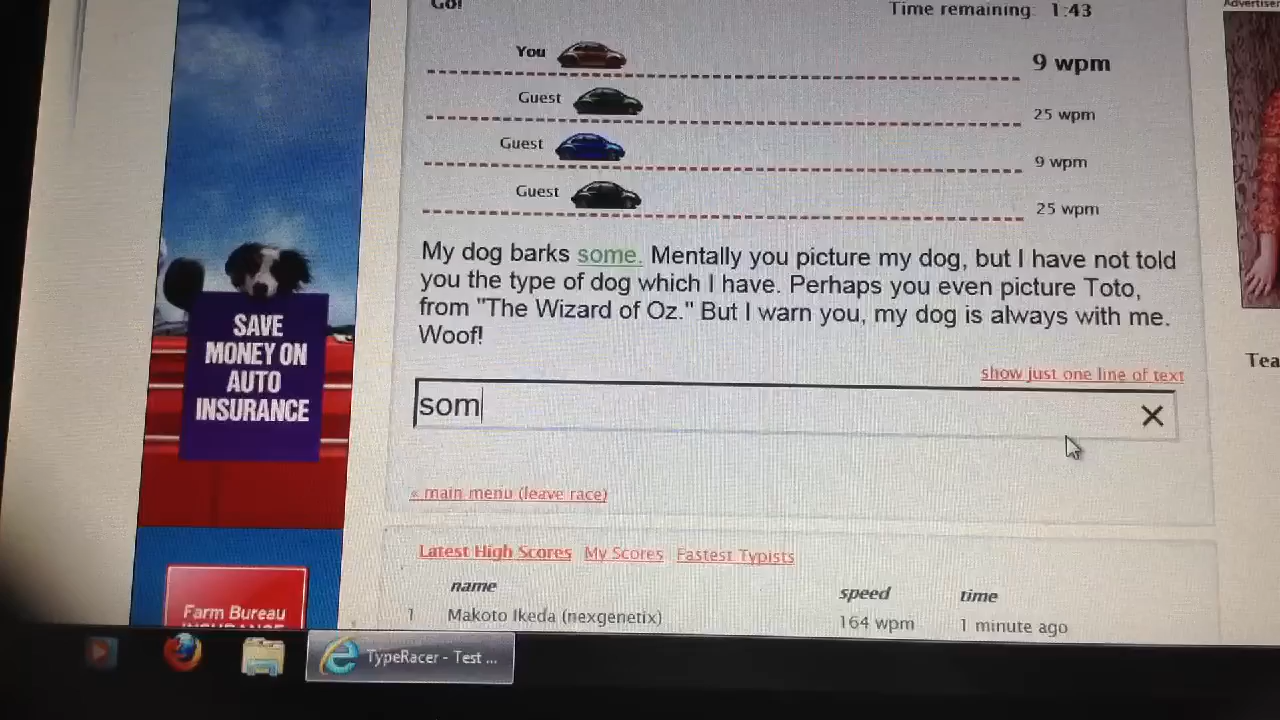 Go!
Time remaining: 1:43
Advertise
You
9 wpm
Guest
25 wpm
Guest
9 wpm
Guest
25 wpm
My dog barks some. Mentally you picture my dog, but I have not told
you the type of dog which I have. Perhaps you even picture Toto,
from "The Wizard of Oz." But I warn you, my dog is always with me.
Woof!
show just one line of text
som
« main menu (leave race)
Latest High Scores My Scores Fastest Typists
name speed time
1 Makoto Ikeda (nexgenetix) 164 wpm 1 minute ago
SAVE
MONEY ON
AUTO
INSURANCE
Farm Bureau
INSURANCE
Tea
TypeRacer - Test ...